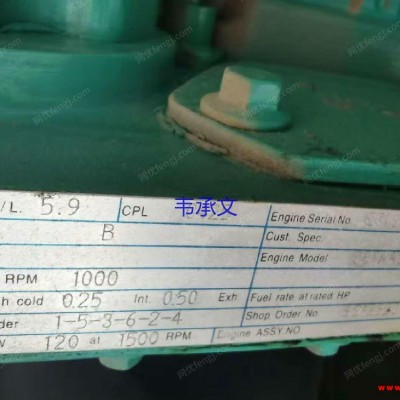 /L. 5.9 CPL Engine Serial No.
B Cust. Spec.
RPM 1000 Engine Model
h cold 0.25 Int. 0.50 Exh Fuel rate at rated HP
der 1-5-3-6-2-4 Shop Order No.
W 120 at 1500 RPM Engine ASSY.NO
韦承文